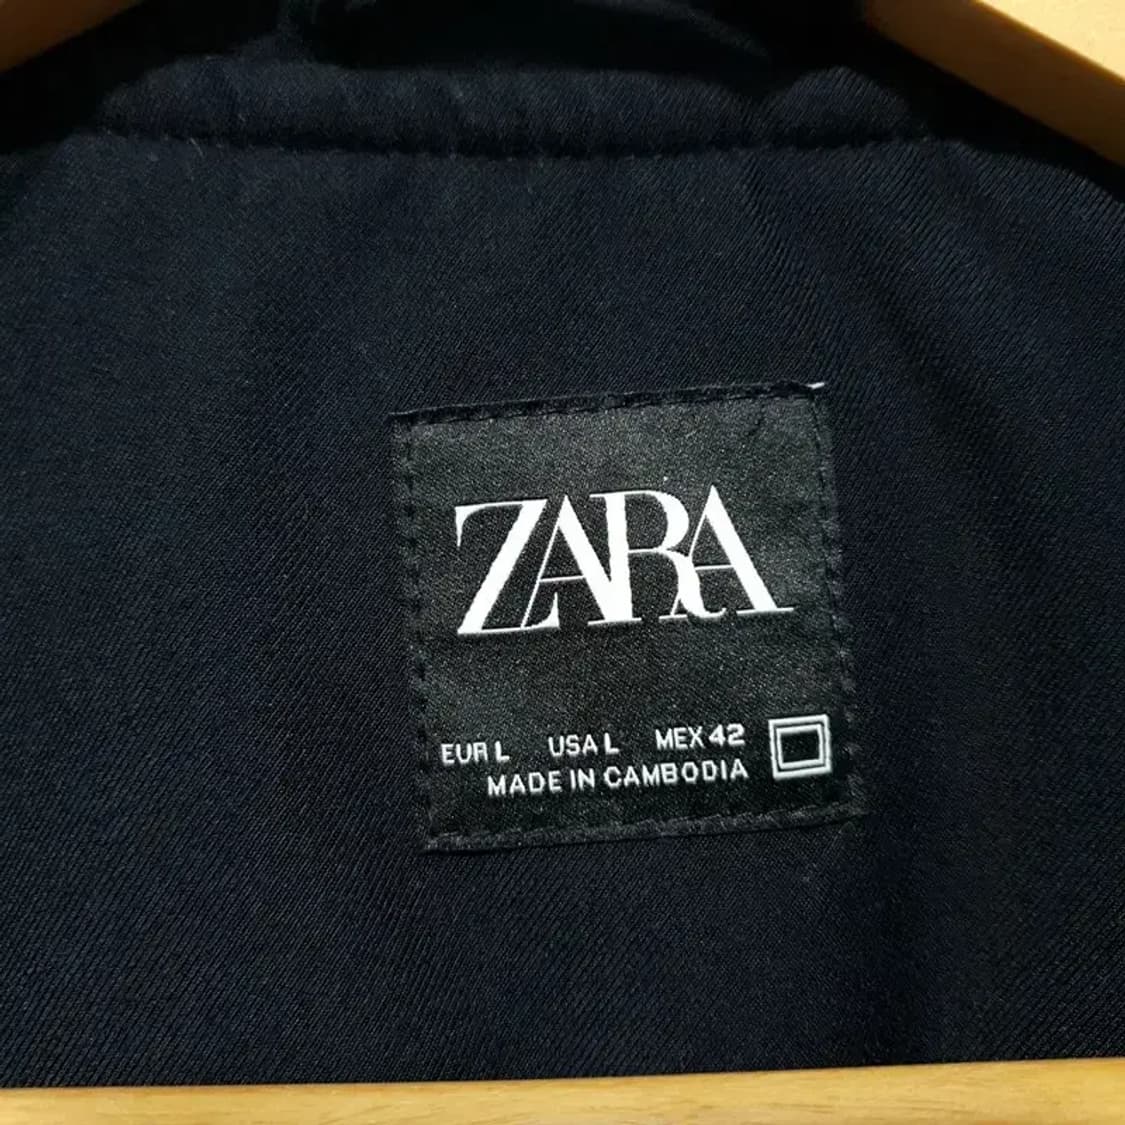 ZARA
EUR L USA L MEX 42
MADE IN CAMBODIA